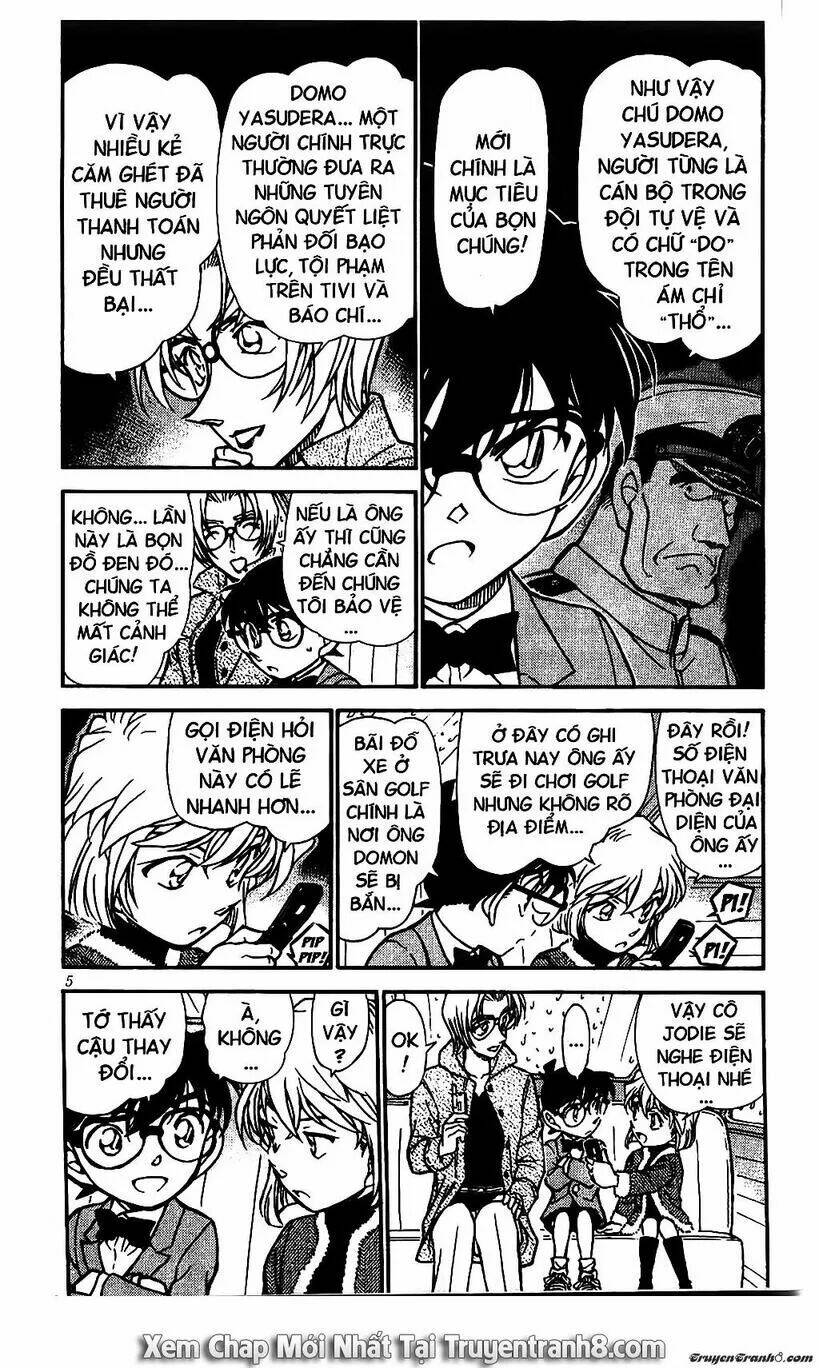 NHƯ VẬY
CHÚ DOMO
YASUDERA,
NGƯỜI TỪNG LÀ
CÁN BỘ TRONG
ĐỘI TỰ VỆ VÀ
CÓ CHỮ "DO"
TRONG TÊN
ÁM CHỈ
"THỔ"...
MỚI
CHÍNH LÀ
MỤC TIÊU
CỦA BỌN
CHÚNG!
DOMO
YASUDERA... MỘT
NGƯỜI CHÍNH TRỰC
THƯỜNG ĐƯA RA
NHỮNG TUYÊN
NGÔN QUYẾT LIỆT
PHẢN ĐỐI BẠO
LỰC, TỘI PHẠM
TRÊN TIVI VÀ
BÁO CHÍ...
VÌ VẬY
NHIỀU KẺ
CĂM GHÉT ĐÃ
THUÊ NGƯỜI
THANH TOÁN
NHƯNG
ĐỀU THẤT
BẠI...
NẾU LÀ ÔNG
ẤY THÌ CŨNG
CHẲNG CẦN
ĐẾN CHÚNG
TÔI BẢO VỆ
...
KHÔNG... LẦN
NÀY LÀ BỌN
ĐỒ ĐEN ĐÓ...
CHÚNG TA
KHÔNG THỂ
MẤT CẢNH
GIÁC!
ĐÂY RỒI!
SỐ ĐIỆN
THOẠI VĂN
PHÒNG ĐẠI
DIỆN CỦA
ÔNG ẤY
...
PI!
PI!
Ở ĐÂY CÓ GHI
TRƯA NAY ÔNG ẤY
SẼ ĐI CHƠI GOLF
NHƯNG KHÔNG RÕ
ĐỊA ĐIỂM...
BÃI ĐỖ
XE Ở
SÂN GOLF
CHÍNH LÀ
NƠI ÔNG
DOMON
SẼ BỊ
BẮN...
GỌI ĐIỆN HỎI
VĂN PHÒNG
NÀY CÓ LẼ
NHANH HƠN...
PIP
PIP!
5
VẬY CÔ
JODIE SẼ
NGHE ĐIỆN
THOẠI NHÉ
...
...
OK!
GÌ
VẬY?
À,
KHÔNG
...
TỚ THẤY
CẬU THAY
ĐỔI...
Xem Chap Mới Nhất Tại Truyentranh8.com
TruyenTranh8.com